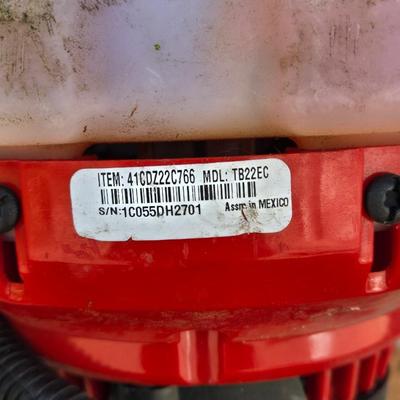 ITEM: 41CDZ22C766 MDL: TB22EC
S/N:1C055DH2701 Assm in MEXICO